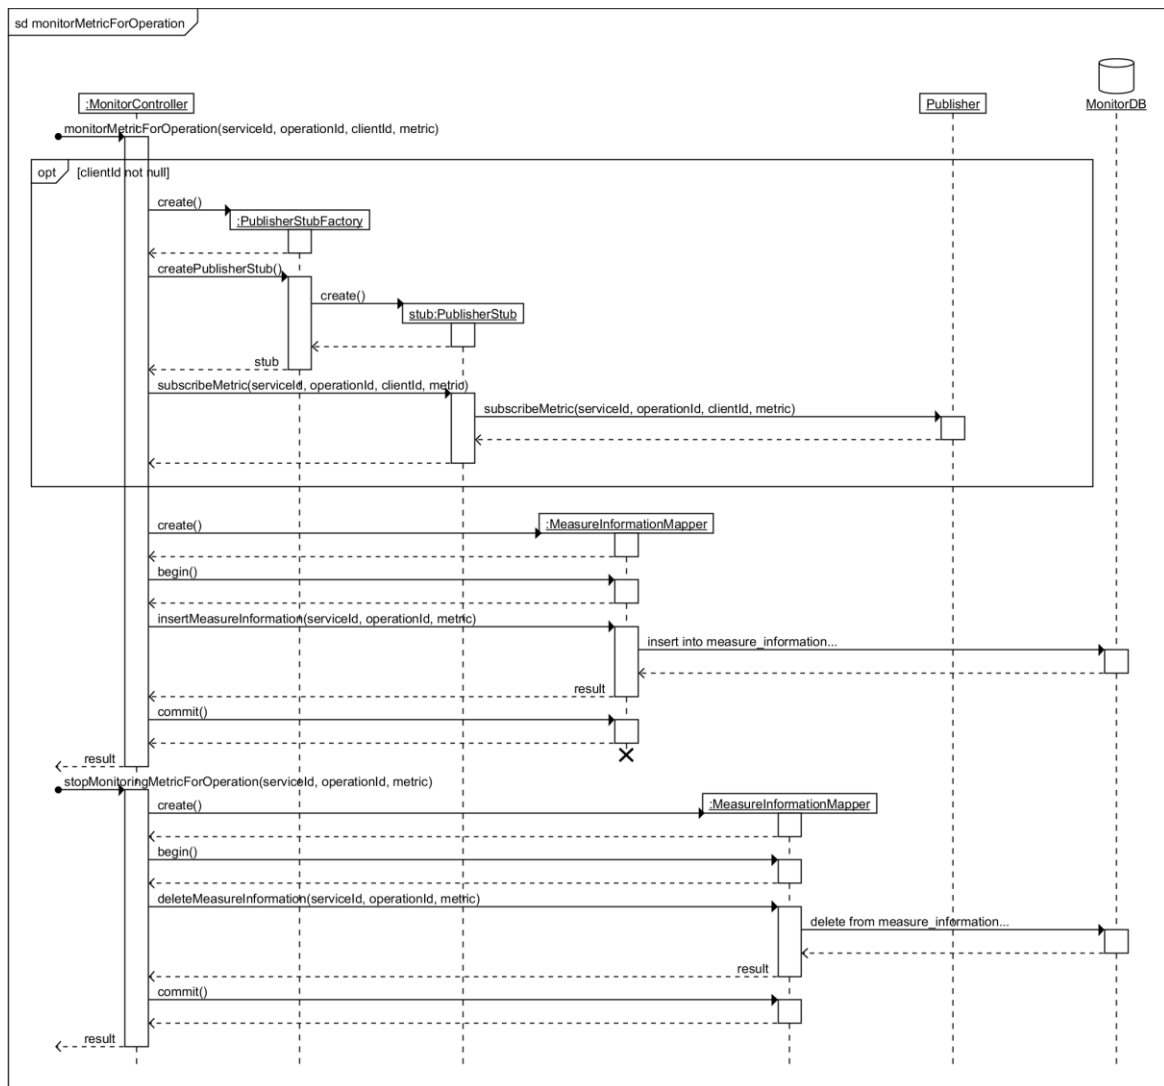 sd monitorMetricForOperation
:MonitorController
Publisher
MonitorDB
monitorMetricForOperation(serviceId, operationId, clientId, metric)
opt
[clientId not null]
create()
:PublisherStubFactory
createPublisherStub()
create()
stub:PublisherStub
stub
subscribeMetric(serviceId, operationId, clientId, metric)
subscribeMetric(serviceId, operationId, clientId, metric)
create()
:MeasureInformationMapper
begin()
insertMeasureInformation(serviceId, operationId, metric)
insert into measure_information...
result
commit()
result
stopMonitoringMetricForOperation(serviceId, operationId, metric)
create()
:MeasureInformationMapper
begin()
deleteMeasureInformation(serviceId, operationId, metric)
delete from measure_information...
result
commit()
result